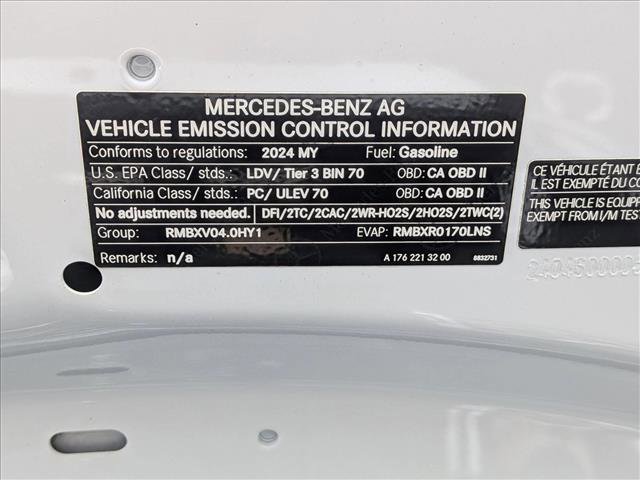 MERCEDES-BENZ AG
VEHICLE EMISSION CONTROL INFORMATION
Conforms to regulations: 2024 MY Fuel: Gasoline
U.S. EPA Class/ stds.: LDV/ Tier 3 BIN 70 OBD: CA OBD II
California Class/ stds.: PC/ ULEV 70 OBD: CA OBD II
No adjustments needed. DFI/2TC/2CAC/2WR-HO2S/2HO2S/2TWC(2)
Group: RMBXV04.0HY1 EVAP: RMBXR0170LNS
Remarks: n/a A 176 221 32 00 6832731
CE VÉHICULE ÉTANT
IL EST EXEMPTÉ DU
THIS VEHICLE IS EQUIP
EXEMPT FROM I/M TEST